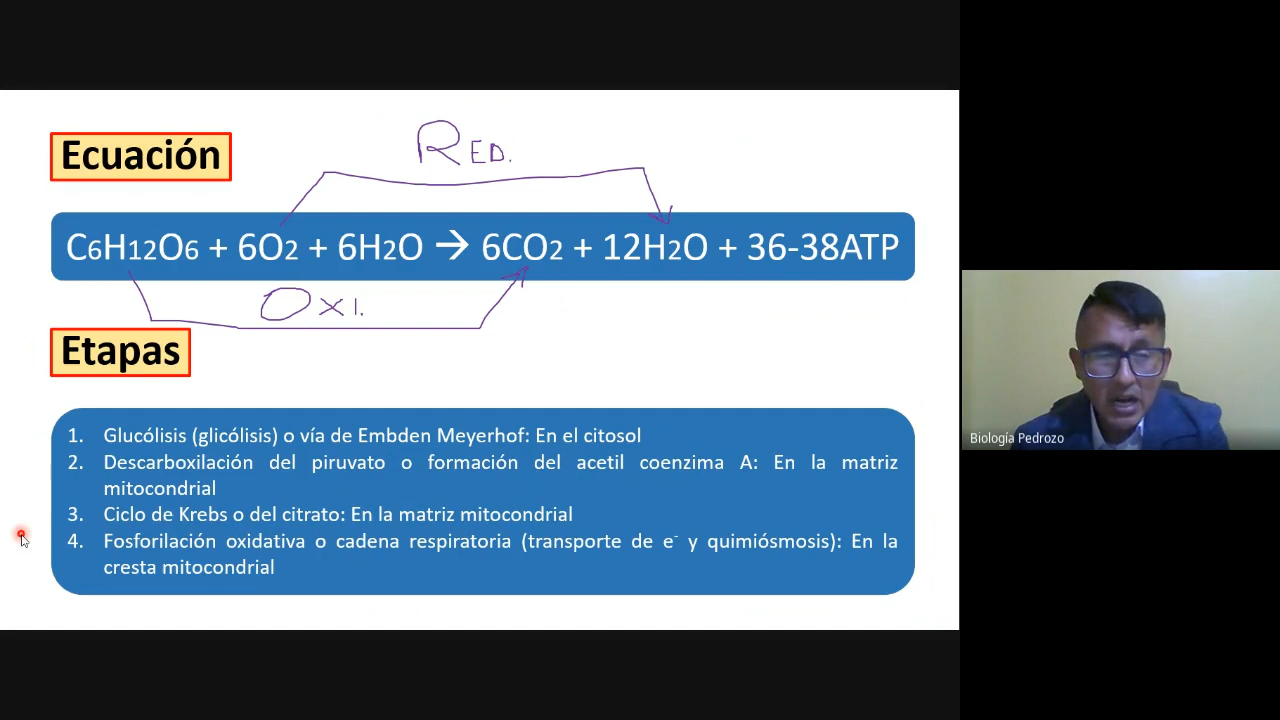 Ecuación
RED.
C6H12O6 + 6O2 + 6H2O → 6CO2 + 12H2O + 36-38ATP
OXI.
Etapas
1. Glucólisis (glicólisis) o vía de Embden Meyerhof: En el citosol
2. Descarboxilación del piruvato o formación del acetil coenzima A: En la matriz
mitocondrial
3. Ciclo de Krebs o del citrato: En la matriz mitocondrial
4. Fosforilación oxidativa o cadena respiratoria (transporte de e⁻ y quimiósmosis): En la
cresta mitocondrial
Biología Pedrozo